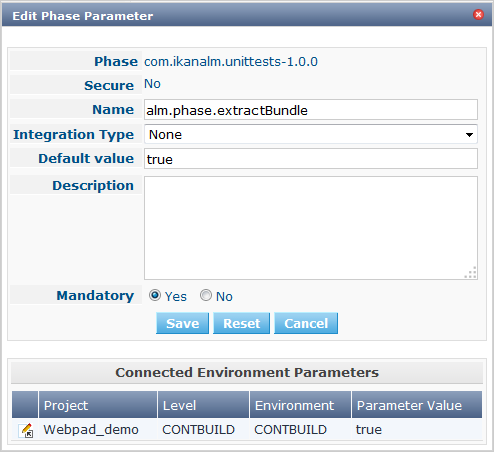 Edit Phase Parameter
Phase com.ikanalm.unittests-1.0.0
Secure No
Name alm.phase.extractBundle
Integration Type None
Default value true
Description
Mandatory Yes No
Save Reset Cancel
Connected Environment Parameters
Project Level Environment Parameter Value
Webpad_demo CONTBUILD CONTBUILD true